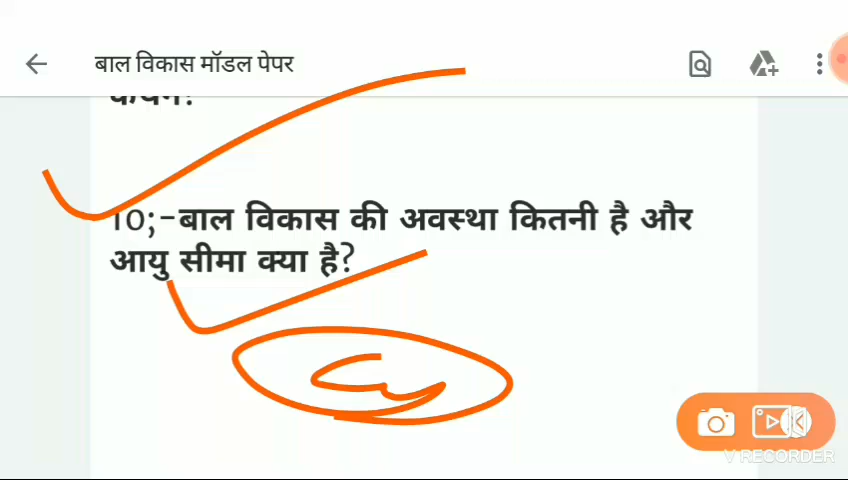 बाल विकास मॉडल पेपर
10;-बाल विकास की अवस्था कितनी है और
आयु सीमा क्या है?
V RECORDER